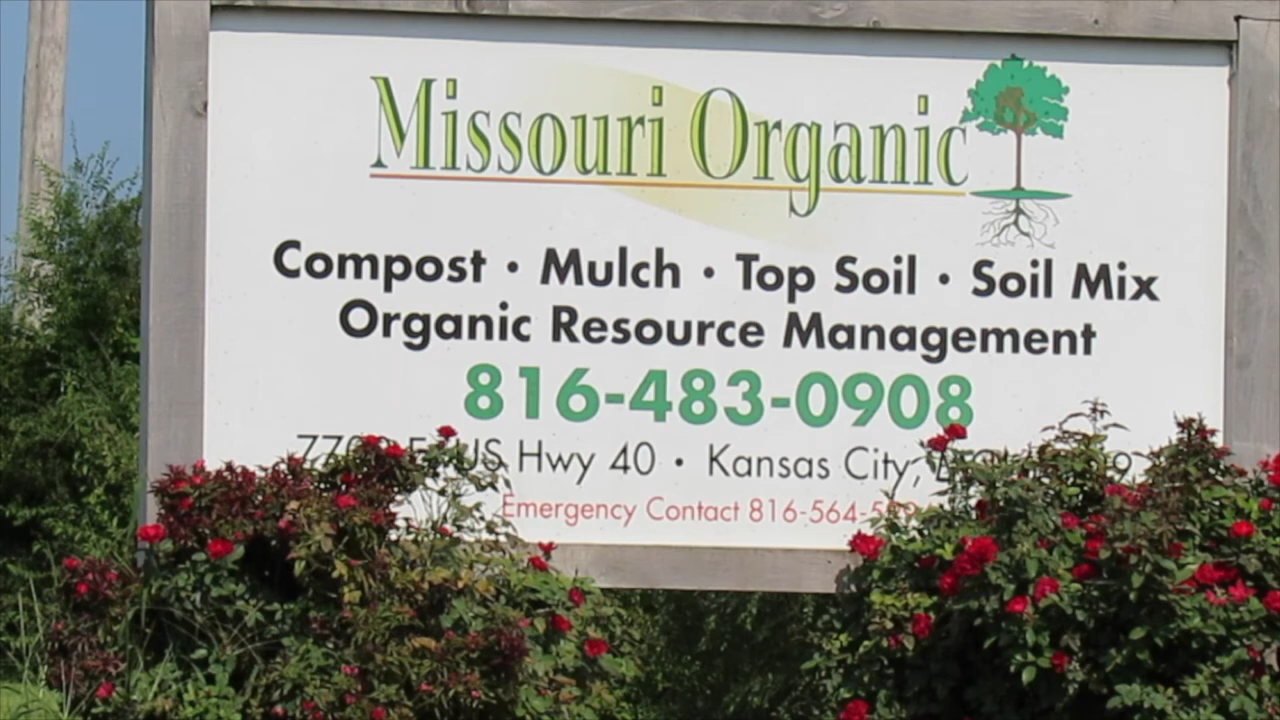 Missouri Organic
Compost • Mulch • Top Soil • Soil Mix
Organic Resource Management
816-483-0908
US Hwy 40 • Kansas City,
Emergency Contact